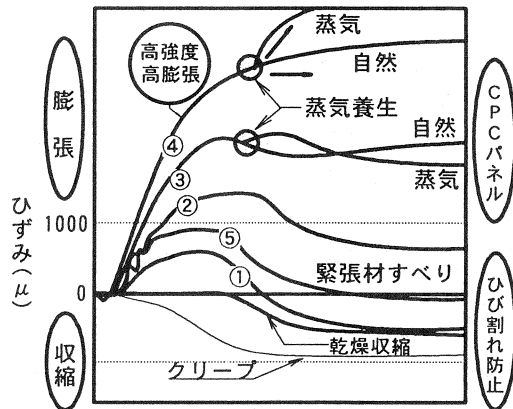 蒸気
高強度
高膨張
自然
膨張
蒸気養生
CPCパネル
自然
④
③
蒸気
②
ひずみ(μ)
1000
⑤
緊張材すべり
①
0
ひび割れ防止
収縮
乾燥収縮
クリープ